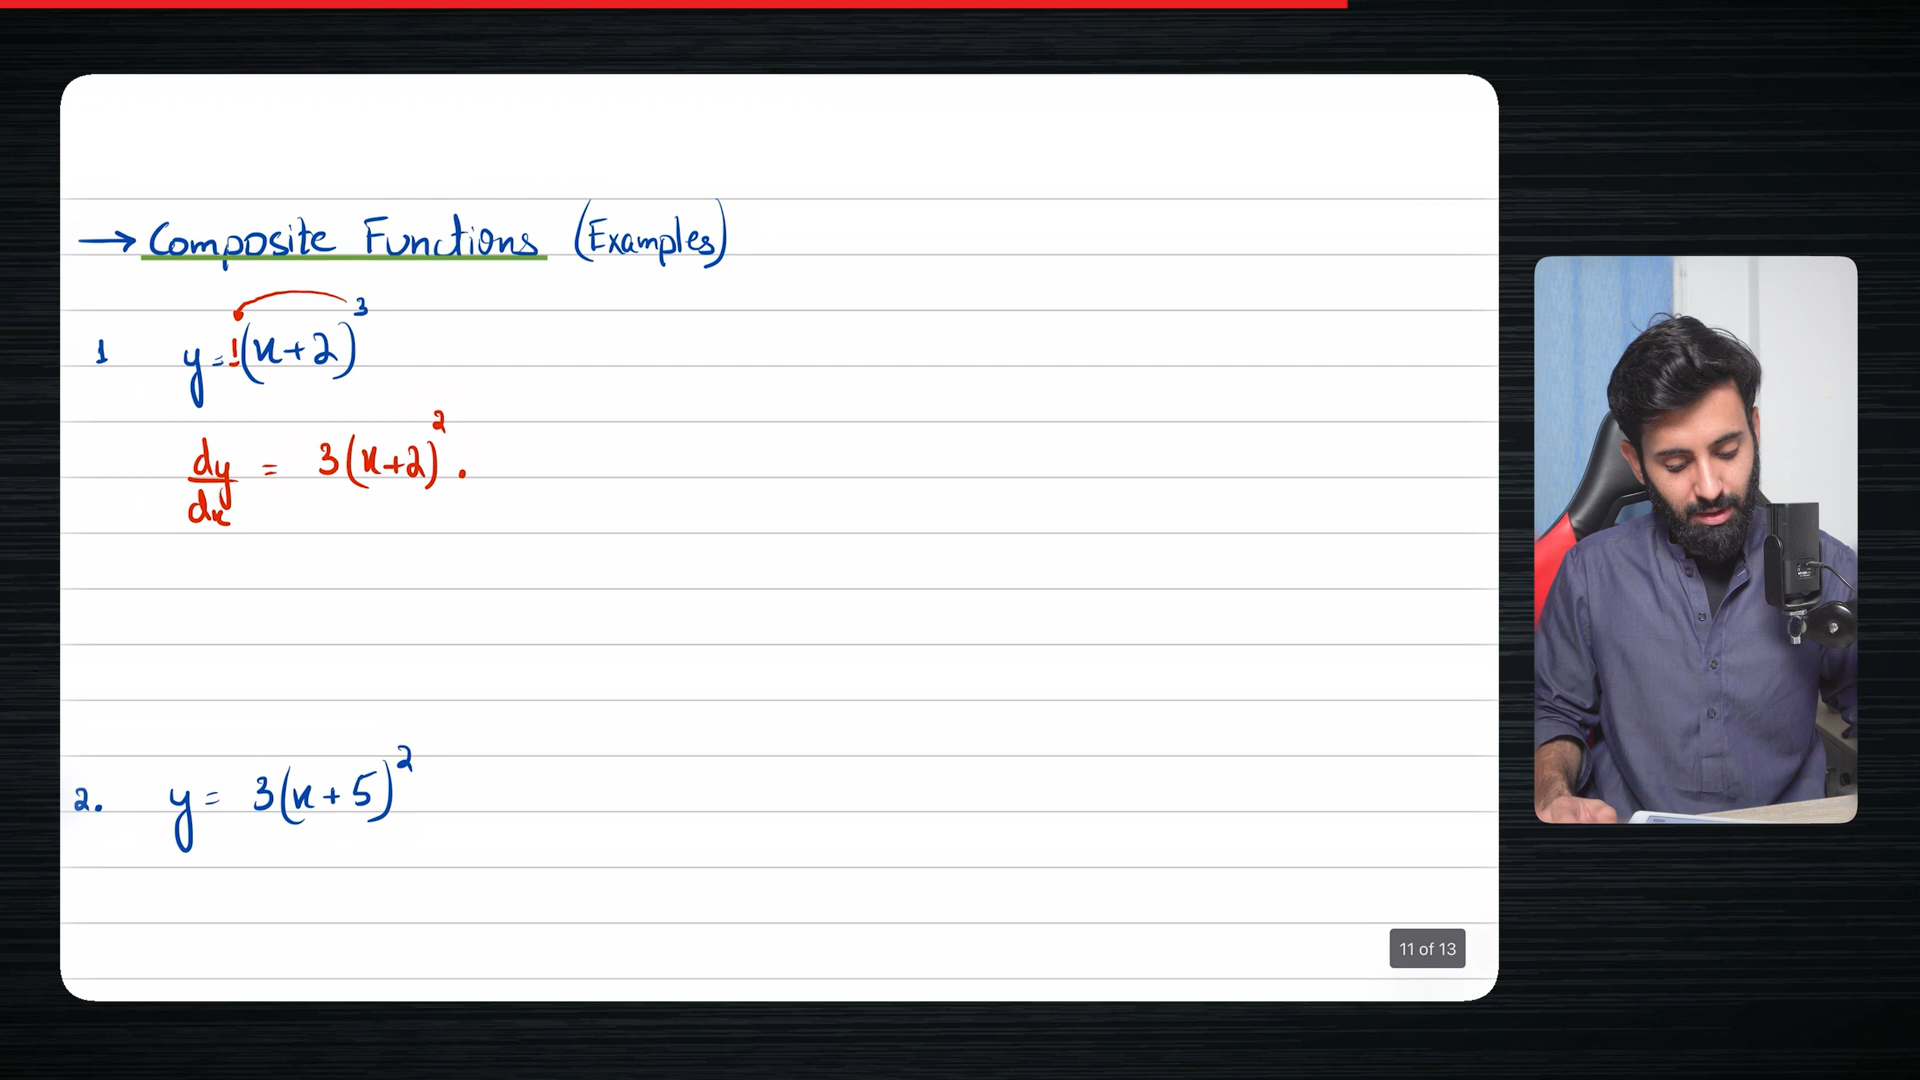 → Composite Functions (Examples)
1 y = 1(x+2)³
dy/dx = 3(x+2)² .
2. y = 3(x+5)²
11 of 13